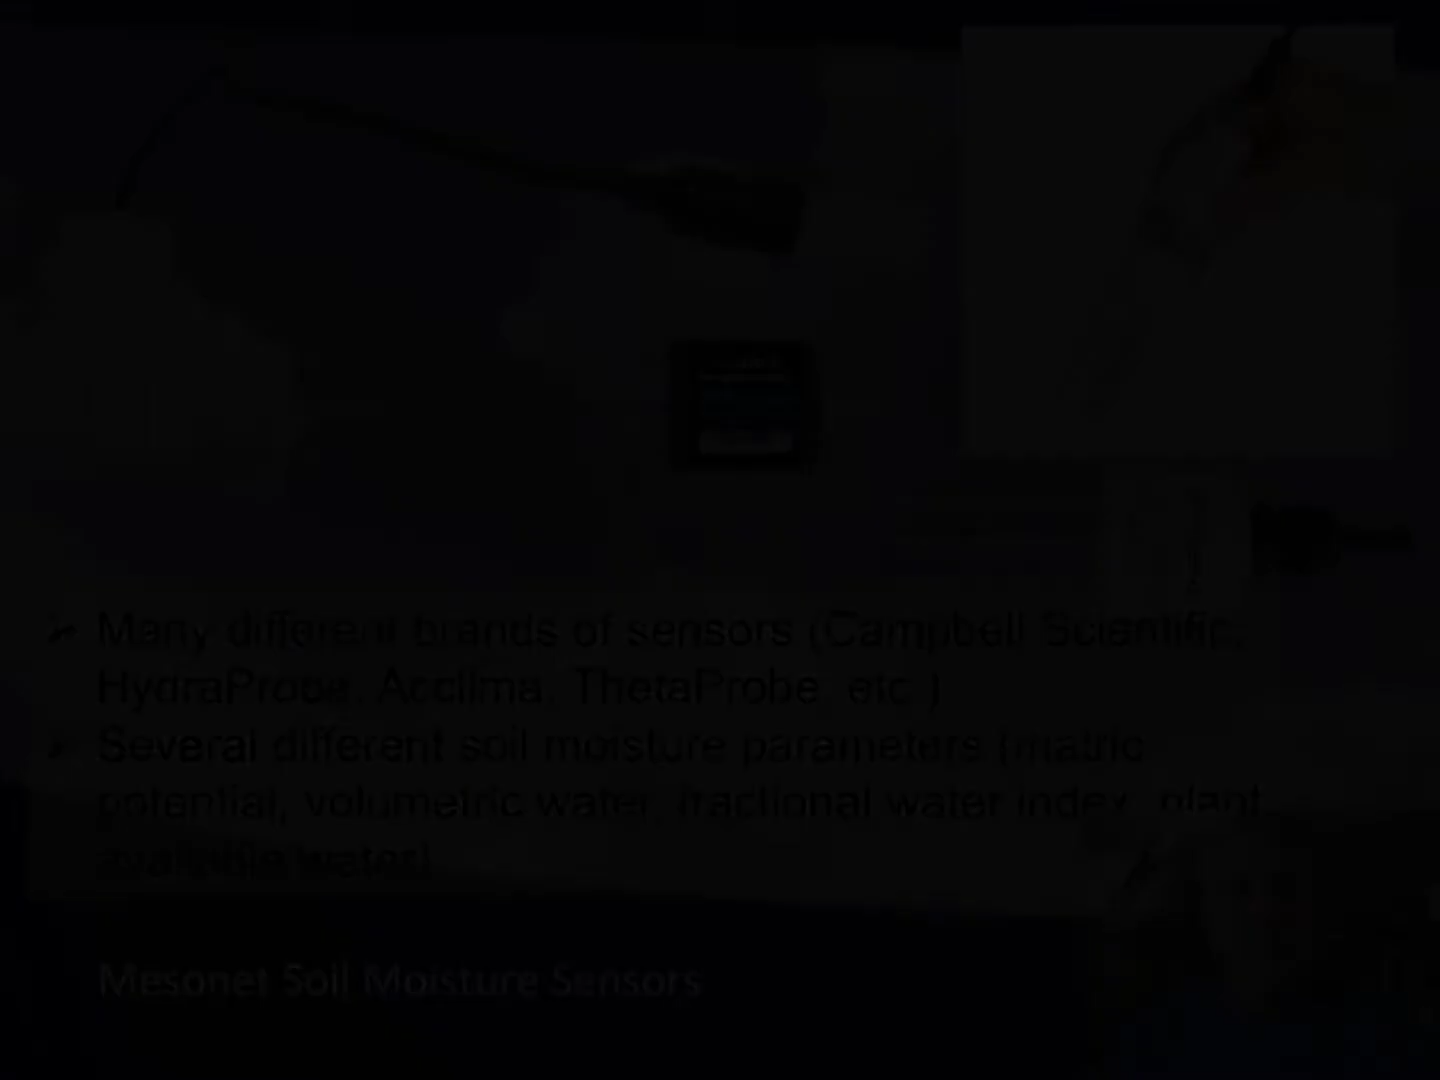 Many different brands of sensors (Campbell Scientific,
HydraProbe, Acclima, ThetaProbe, etc.)
Several different soil moisture parameters (matric
potential, volumetric water, fractional water index, plant
available water)
Mesonet Soil Moisture Sensors